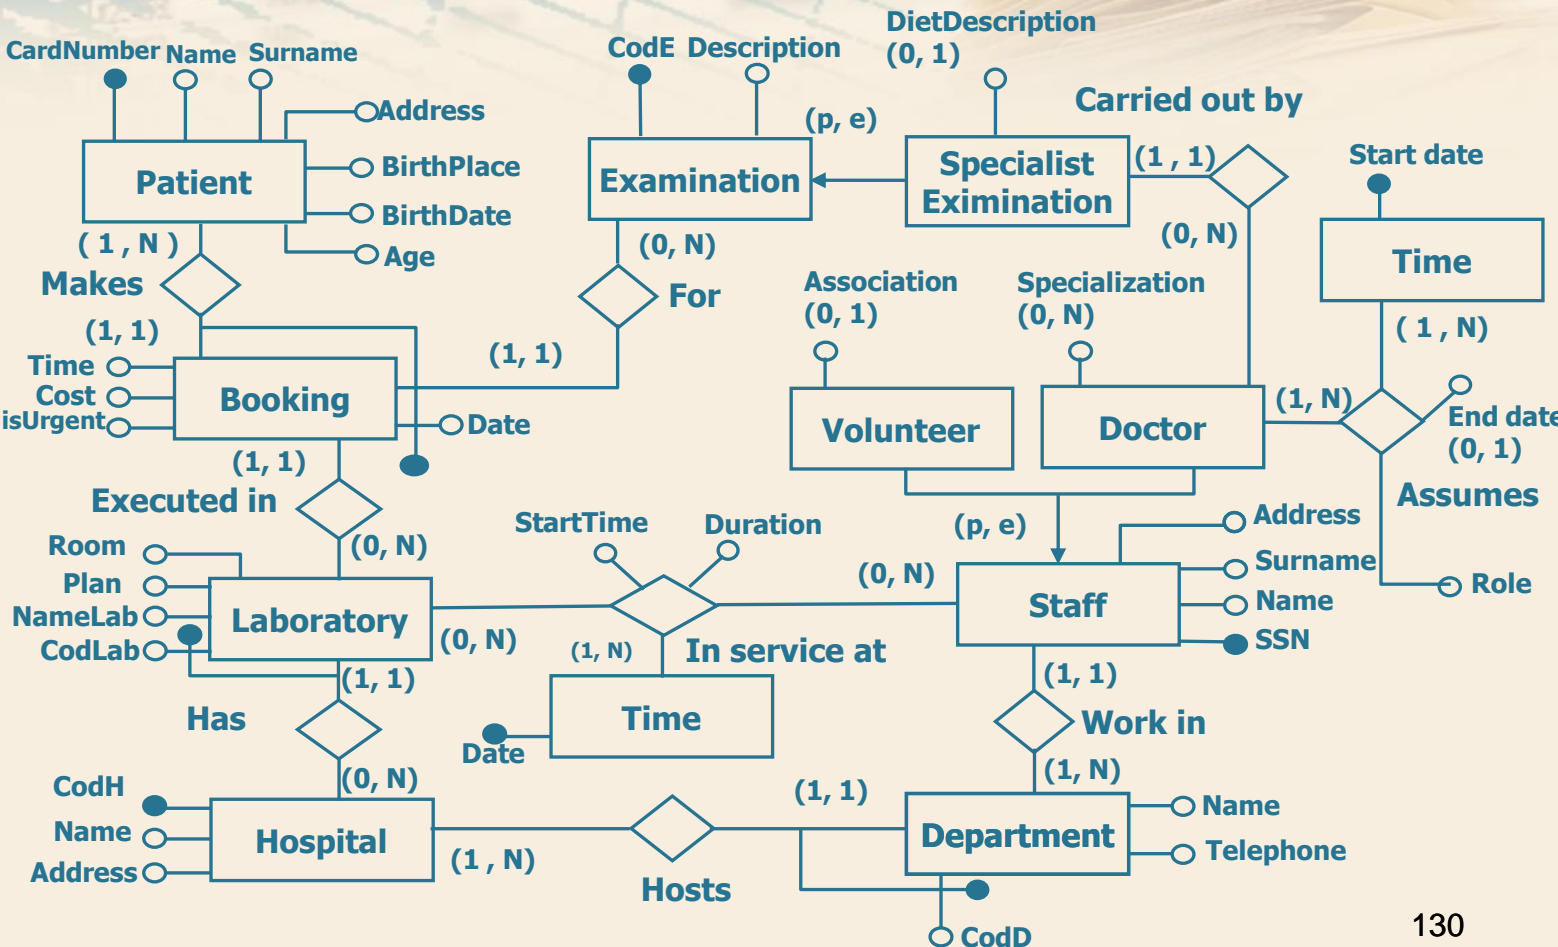 DietDescription
(0, 1)
CardNumber Name Surname
CodE Description
Carried out by
Address
(p, e)
Patient
BirthPlace
BirthDate
Age
Examination
Specialist
Eximination
(1 , 1)
Start date
( 1 , N )
(0, N)
(0, N)
Time
Makes
For
Association
(0, 1)
Specialization
(0, N)
(1, 1)
(1, 1)
( 1 , N)
Time
Cost
isUrgent
Booking
Date
Volunteer
Doctor
(1, N)
End date
(0, 1)
(1, 1)
Executed in
Assumes
StartTime
Duration
(p, e)
Address
Room
(0, N)
Surname
Plan
(0, N)
Role
NameLab
Laboratory
Staff
Name
CodLab
(0, N)
(1, N)
In service at
SSN
(1, 1)
(1, 1)
Has
Time
Work in
Date
(0, N)
(1, N)
CodH
(1, 1)
Name
Name
Hospital
Department
Telephone
Address
(1 , N)
Hosts
CodD
130